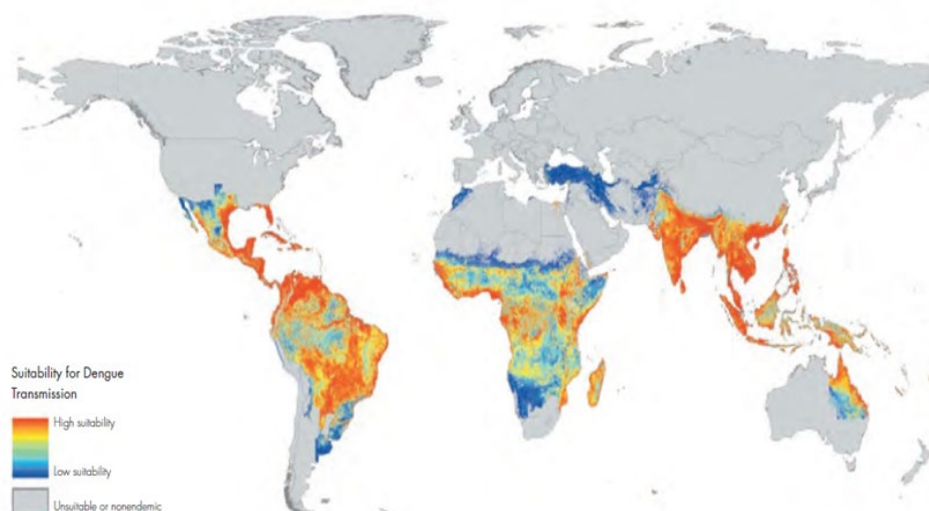 Suitability for Dengue
Transmission
High suitability
Low suitability
Unsuitable or nonendemic